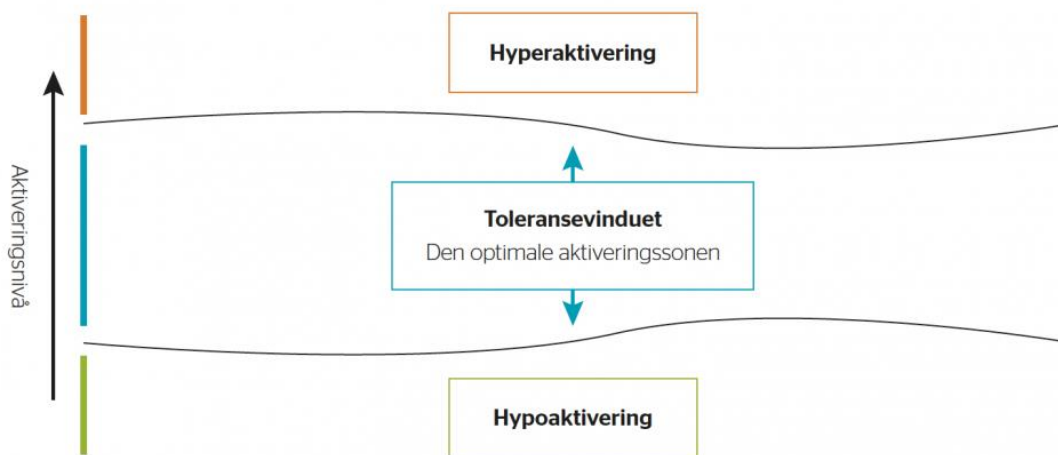 Hyperaktivering
Aktiveringsnivå
Toleransevinduet
Den optimale aktiveringssonen
Hypoaktivering